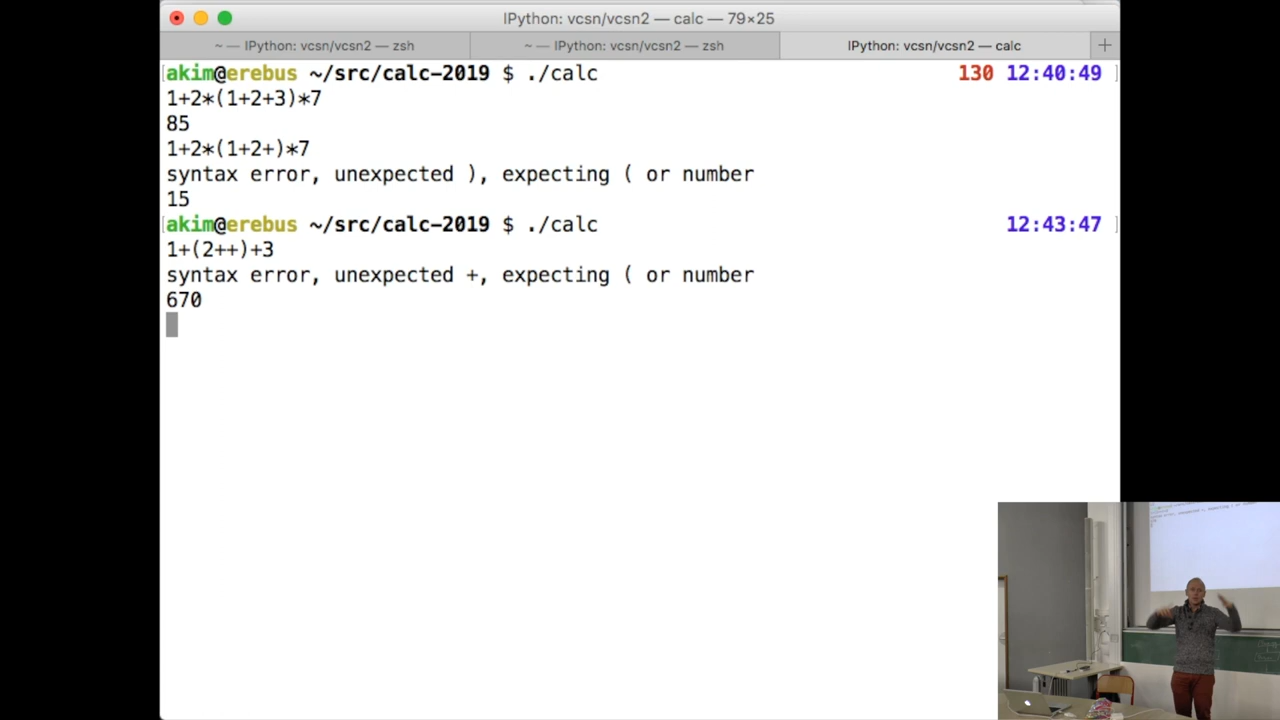 IPython: vcsn/vcsn2 — calc — 79×25
~ — IPython: vcsn/vcsn2 — zsh
~ — IPython: vcsn/vcsn2 — zsh
IPython: vcsn/vcsn2 — calc
+
[akim@erebus ~/src/calc-2019 $ ./calc 130 12:40:49 ]
1+2*(1+2+3)*7
85
1+2*(1+2+)*7
syntax error, unexpected ), expecting ( or number
15
[akim@erebus ~/src/calc-2019 $ ./calc 12:43:47 ]
1+(2++)+3
syntax error, unexpected +, expecting ( or number
670